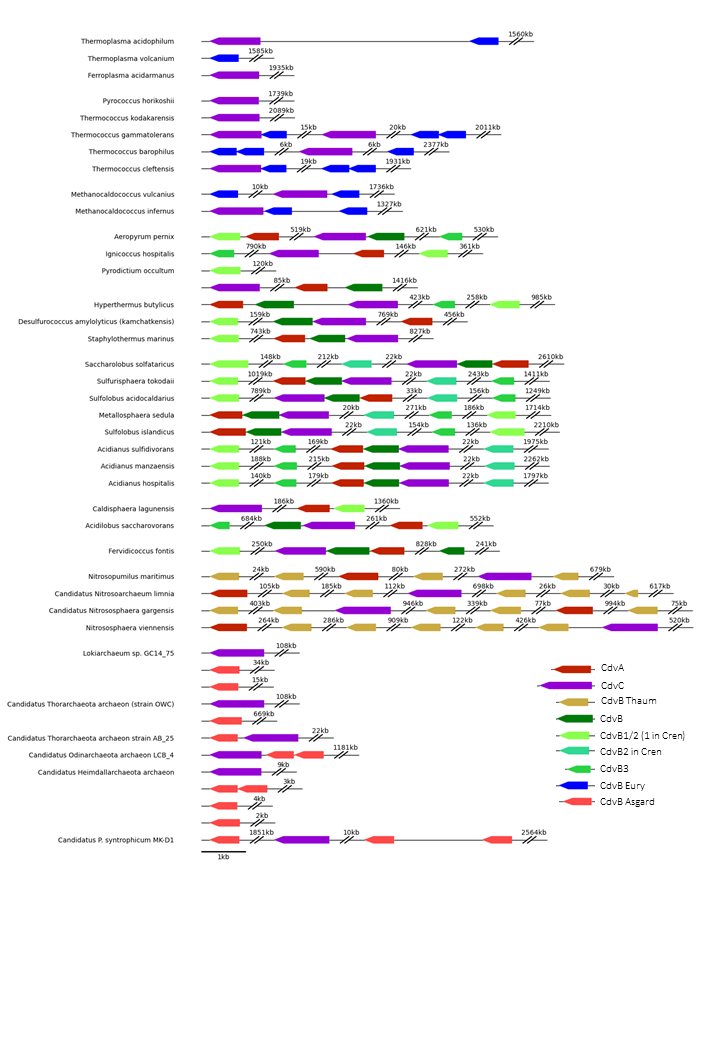 Thermoplasma acidophilum 1560kb
Thermoplasma volcanium 1585kb
Ferroplasma acidarmanus 1935kb
Pyrococcus horikoshii 1739kb
Thermococcus kodakarensis 2089kb
Thermococcus gammatolerans 15kb 20kb 2011kb
Thermococcus barophilus 6kb 6kb 2377kb
Thermococcus cleftensis 19kb 1931kb
Methanocaldococcus vulcanius 10kb 1736kb
Methanocaldococcus infernus 1327kb
Aeropyrum pernix 519kb 621kb 530kb
Ignicoccus hospitalis 790kb 146kb 361kb
Pyrodictium occultum 120kb
85kb 1416kb
Hyperthermus butylicus 423kb 258kb 985kb
Desulfurococcus amylolyticus (kamchatkensis) 159kb 769kb 456kb
Staphylothermus marinus 743kb 827kb
Saccharolobus solfataricus 148kb 212kb 22kb 2610kb
Sulfurisphaera tokodaii 1019kb 22kb 243kb 1411kb
Sulfolobus acidocaldarius 789kb 33kb 156kb 1249kb
Metallosphaera sedula 20kb 271kb 186kb 1714kb
Sulfolobus islandicus 22kb 154kb 136kb 2210kb
Acidianus sulfidivorans 121kb 169kb 22kb 1975kb
Acidianus manzaensis 188kb 215kb 22kb 2262kb
Acidianus hospitalis 140kb 179kb 22kb 1797kb
Caldisphaera lagunensis 186kb 1360kb
Acidilobus saccharovorans 684kb 261kb 552kb
Fervidicoccus fontis 250kb 828kb 241kb
Nitrosopumilus maritimus 24kb 590kb 80kb 272kb 679kb
Candidatus Nitrosoarchaeum limnia 105kb 185kb 112kb 698kb 26kb 30kb 617kb
Candidatus Nitrososphaera gargensis 403kb 946kb 339kb 77kb 994kb 75kb
Nitrososphaera viennensis 264kb 286kb 909kb 122kb 426kb 520kb
Lokiarchaeum sp. GC14_75 108kb
34kb
15kb
Candidatus Thorarchaeota archaeon (strain OWC) 108kb
669kb
Candidatus Thorarchaeota archaeon strain AB_25 22kb
Candidatus Odinarchaeota archaeon LCB_4 1181kb
Candidatus Heimdallarchaeota archaeon 9kb
3kb
4kb
2kb
Candidatus P. syntrophicum MK-D1 1851kb 10kb 2564kb
1kb
CdvA
CdvC
CdvB Thaum
CdvB
CdvB1/2 (1 in Cren)
CdvB2 in Cren
CdvB3
CdvB Eury
CdvB Asgard